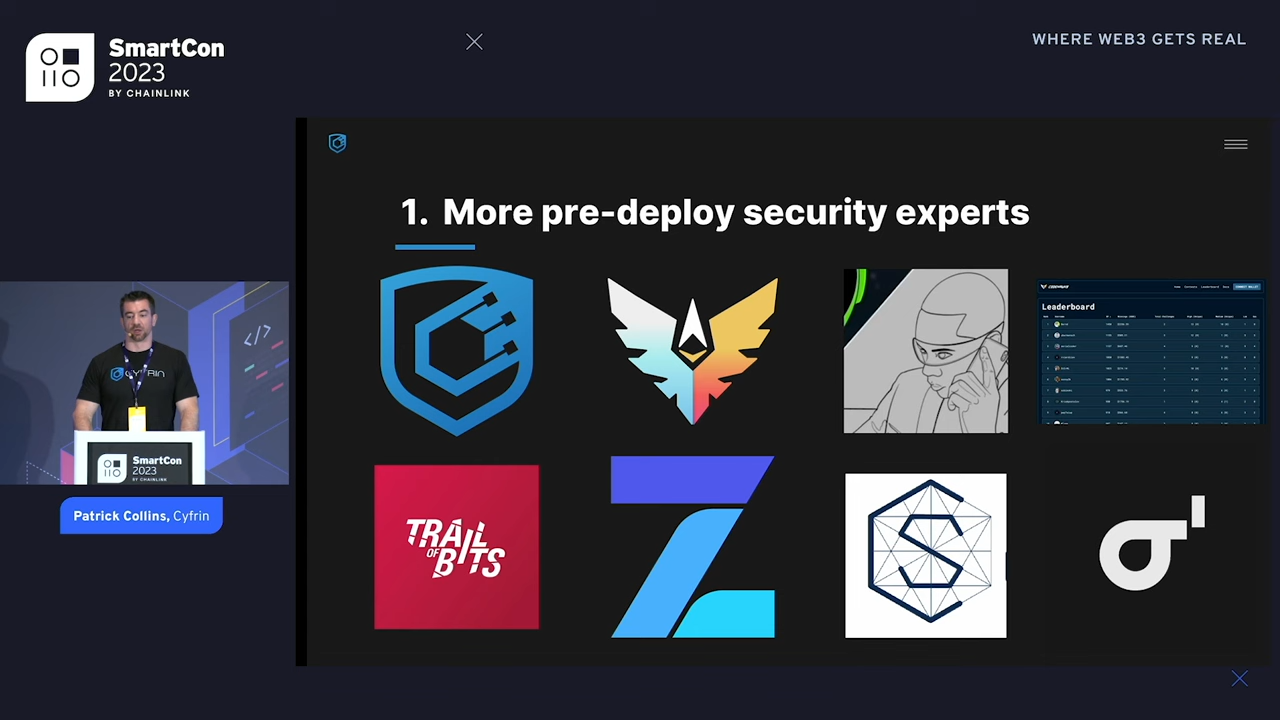 SmartCon
2023
BY CHAINLINK
WHERE WEB3 GETS REAL
1. More pre-deploy security experts
Leaderboard
TRAIL
OF
BITS
</>
CYFRIN
SmartCon
2023
BY CHAINLINK
Patrick Collins, Cyfrin